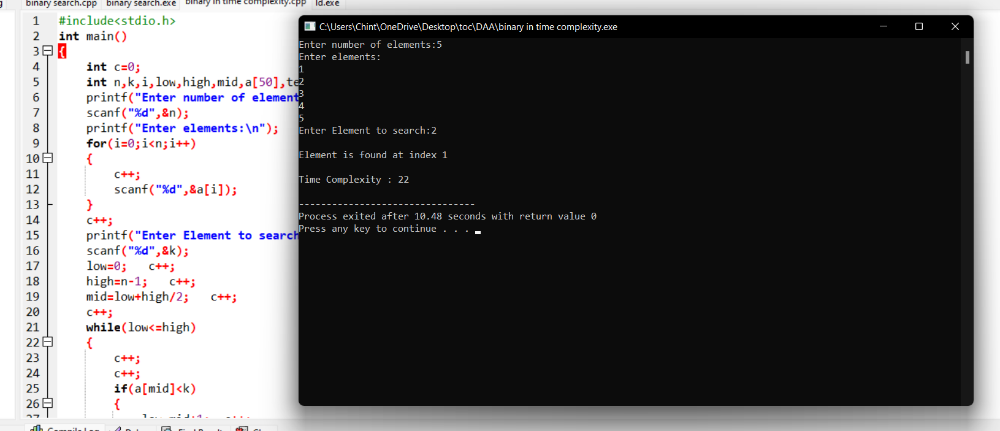 binary search.cpp binary search.exe binary in time complexity.cpp ld.exe
1 #include<stdio.h>
2 int main()
3 {
4 int c=0;
5 int n,k,i,low,high,mid,a[50],te
6 printf("Enter number of element
7 scanf("%d",&n);
8 printf("Enter elements:\n");
9 for(i=0;i<n;i++)
10 {
11 c++;
12 scanf("%d",&a[i]);
13 }
14 c++;
15 printf("Enter Element to search
16 scanf("%d",&k);
17 low=0; c++;
18 high=n-1; c++;
19 mid=low+high/2; c++;
20 c++;
21 while(low<=high)
22 {
23 c++;
24 c++;
25 if(a[mid]<k)
26 {
C:\Users\Chint\OneDrive\Desktop\toc\DAA\binary in time complexity.exe
Enter number of elements:5
Enter elements:
1
2
3
4
5
Enter Element to search:2
Element is found at index 1
Time Complexity : 22
--------------------------------
Process exited after 10.48 seconds with return value 0
Press any key to continue . . .